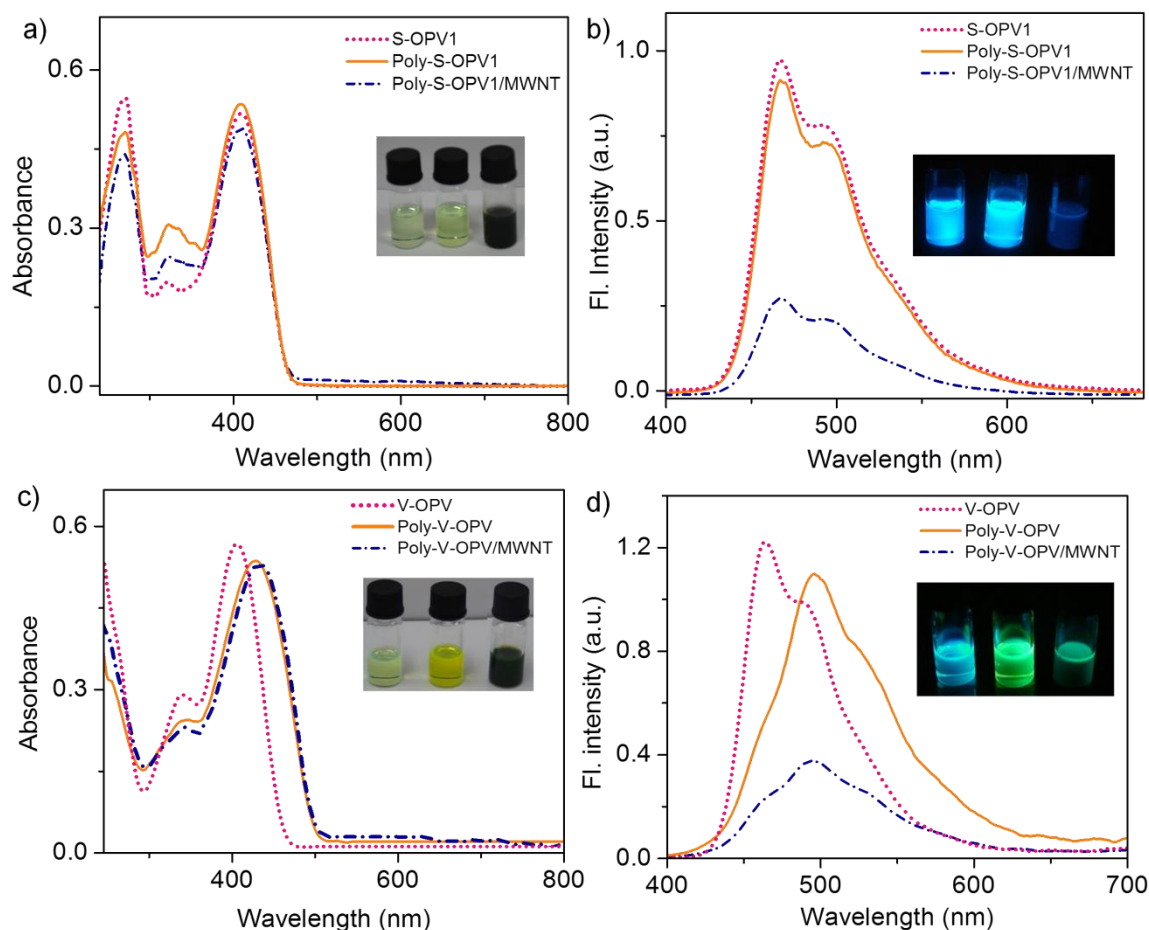 a)
S-OPV1
Poly-S-OPV1
Poly-S-OPV1/MWNT
0.6
0.3
0.0
Absorbance
400
600
800
Wavelength (nm)
b)
S-OPV1
Poly-S-OPV1
Poly-S-OPV1/MWNT
1.0
0.5
0.0
Fl. Intensity (a.u.)
400
500
600
Wavelength (nm)
c)
V-OPV
Poly-V-OPV
Poly-V-OPV/MWNT
0.6
0.3
0.0
Absorbance
400
600
800
Wavelength (nm)
d)
V-OPV
Poly-V-OPV
Poly-V-OPV/MWNT
1.2
0.8
0.4
0.0
Fl. intensity (a.u.)
400
500
600
700
Wavelength (nm)